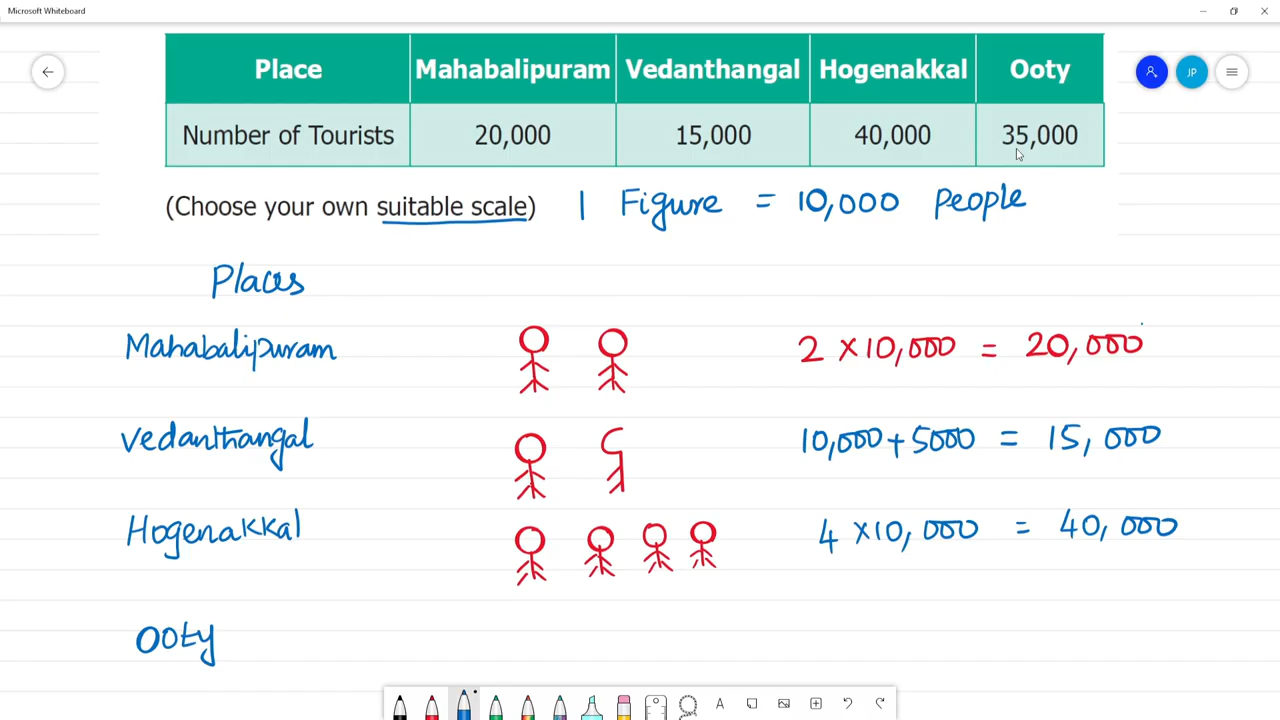 Microsoft Whiteboard
Place Mahabalipuram Vedanthangal Hogenakkal Ooty
Number of Tourists 20,000 15,000 40,000 35,000
(Choose your own suitable scale) 1 Figure = 10,000 People
JP
Places
Mahabalipuram 2 × 10,000 = 20,000
Vedanthangal 10,000 + 5000 = 15,000
Hogenakkal 4 × 10,000 = 40,000
Ooty
A